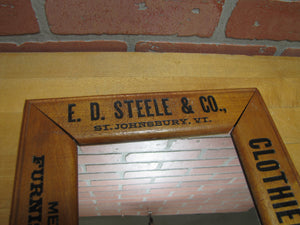 E. D. STEELE & CO.,
ST. JOHNSBURY, VT.
CLOTHIE
ME
FURNI